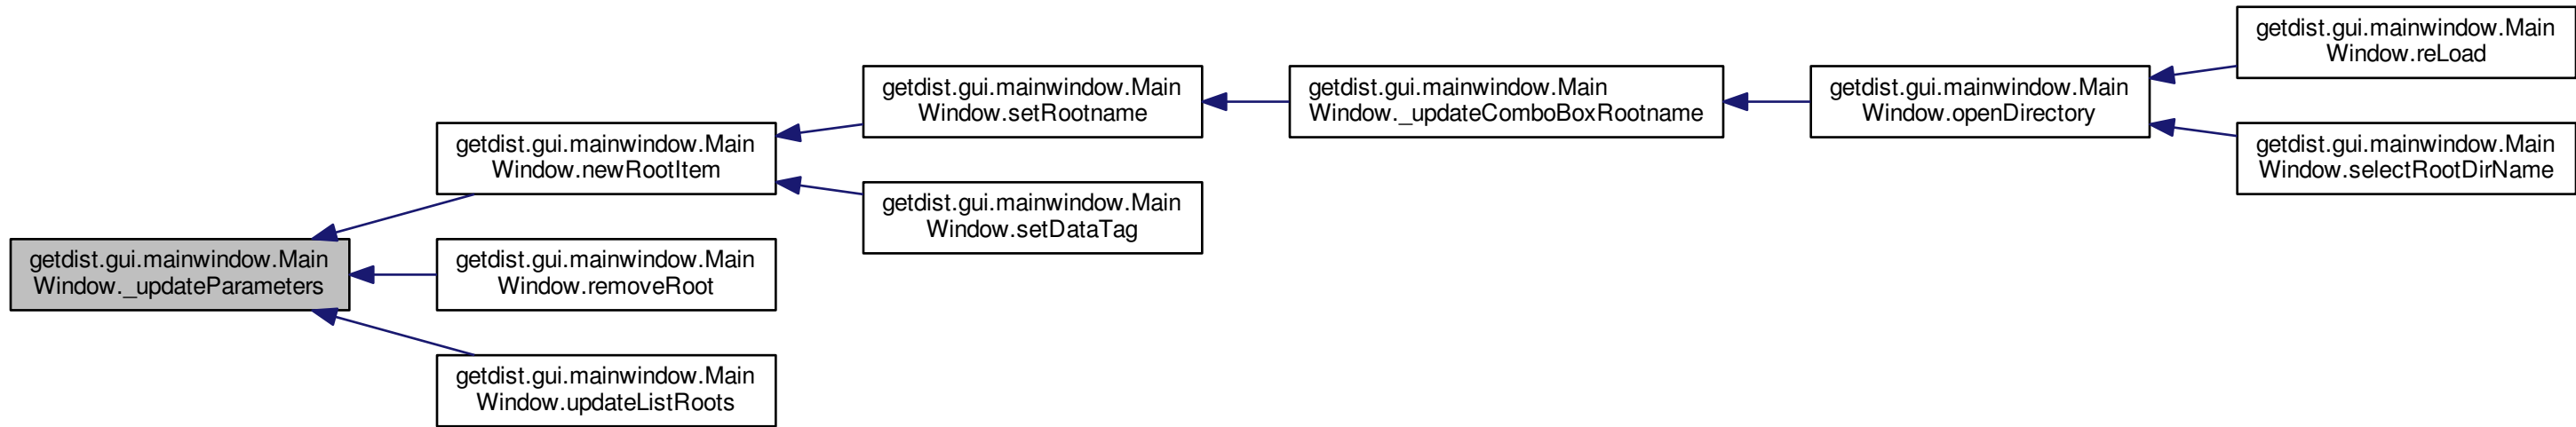 getdist.gui.mainwindow.Main
Window._updateParameters
getdist.gui.mainwindow.Main
Window.newRootItem
getdist.gui.mainwindow.Main
Window.removeRoot
getdist.gui.mainwindow.Main
Window.updateListRoots
getdist.gui.mainwindow.Main
Window.setRootname
getdist.gui.mainwindow.Main
Window.setDataTag
getdist.gui.mainwindow.Main
Window._updateComboBoxRootname
getdist.gui.mainwindow.Main
Window.openDirectory
getdist.gui.mainwindow.Main
Window.reLoad
getdist.gui.mainwindow.Main
Window.selectRootDirName